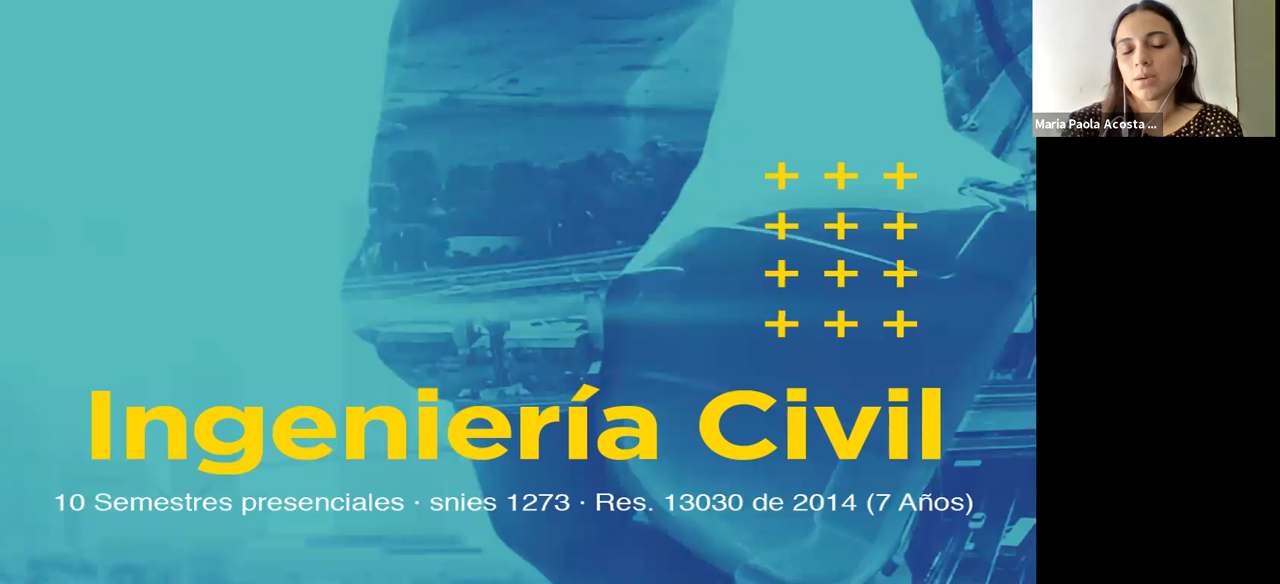 Maria Paola Acosta ...
Ingeniería Civil
10 Semestres presenciales · snies 1273 · Res. 13030 de 2014 (7 Años)